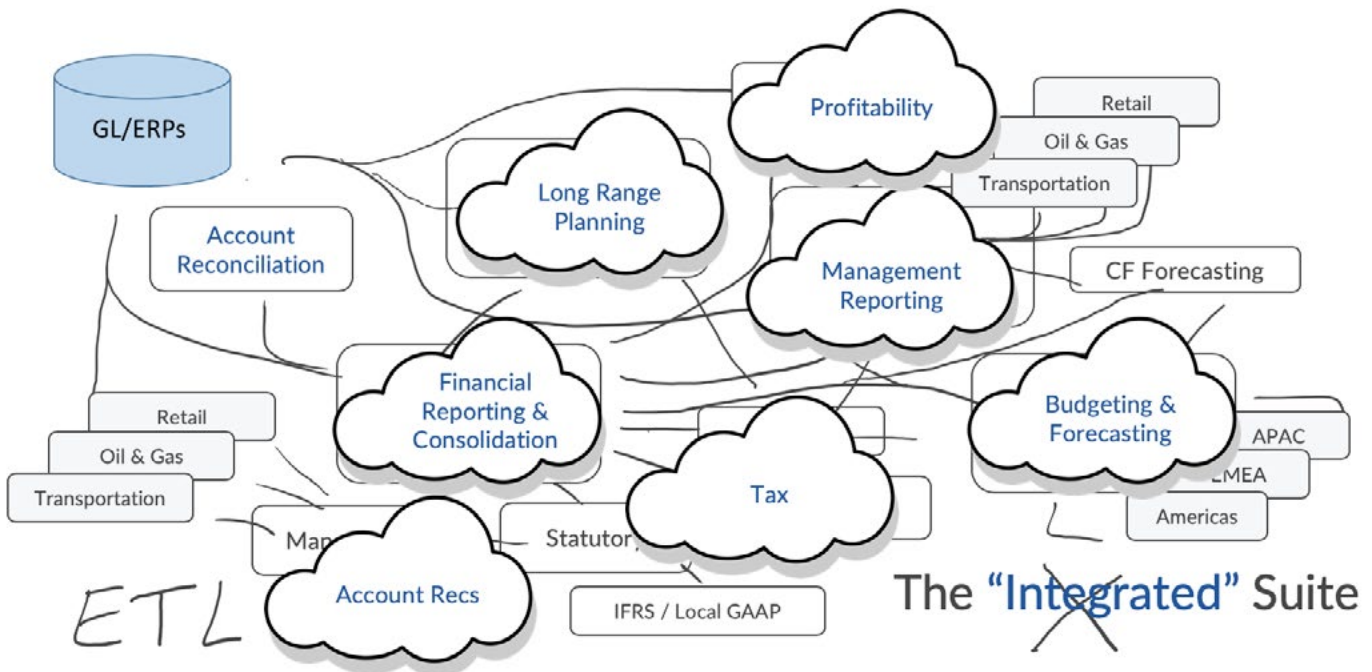 GL/ERPs
Profitability
Retail
Oil & Gas
Transportation
Long Range
Planning
Account
Reconciliation
Management
Reporting
CF Forecasting
Financial
Reporting &
Consolidation
Budgeting &
Forecasting
Retail
Oil & Gas
Transportation
APAC
EMEA
Americas
Tax
Man
Statutor
Account Recs
IFRS / Local GAAP
ETL
The “Integrated” Suite